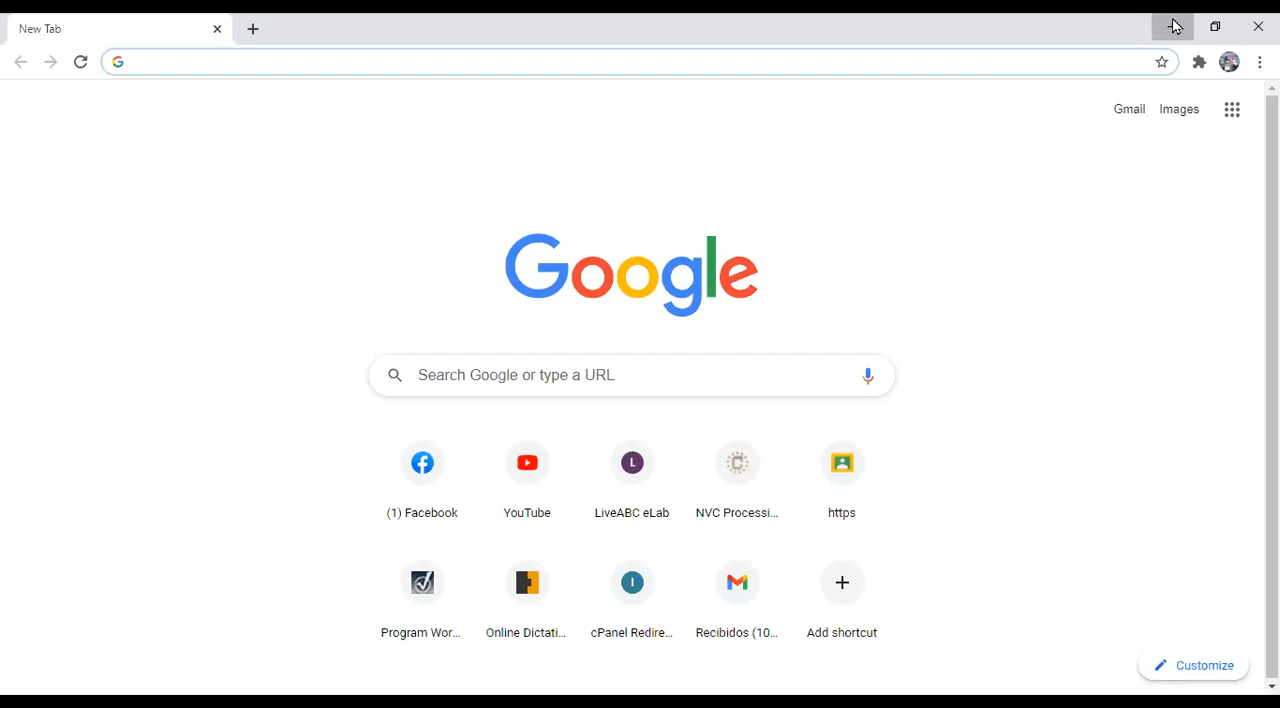 New Tab
Gmail Images
Google
Search Google or type a URL
(1) Facebook YouTube LiveABC eLab NVC Processi... https
Program Wor... Online Dictati... cPanel Redire... Recibidos (10... Add shortcut
Customize